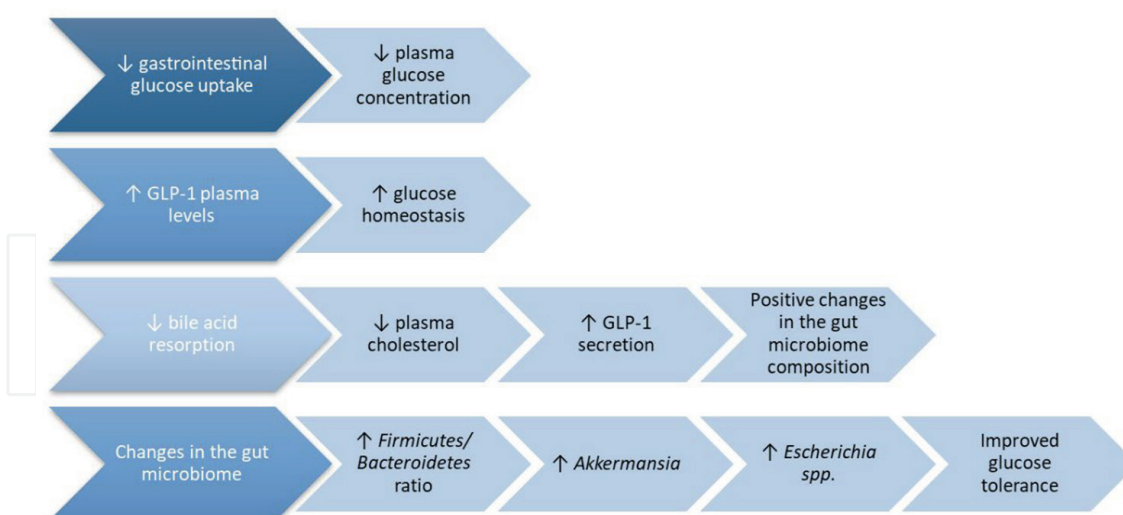 ↓ gastrointestinal
glucose uptake
↓ plasma
glucose
concentration
↑ GLP-1 plasma
levels
↑ glucose
homeostasis
↓ bile acid
resorption
↓ plasma
cholesterol
↑ GLP-1
secretion
Positive changes
in the gut
microbiome
composition
Changes in the gut
microbiome
↑ Firmicutes/
Bacteroidetes
ratio
↑ Akkermansia
↑ Escherichia
spp.
Improved
glucose
tolerance